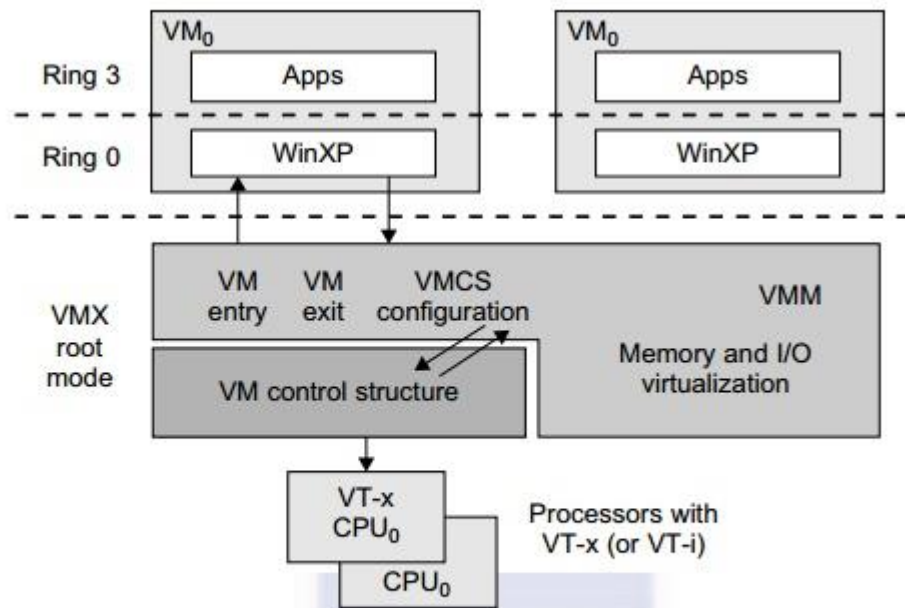 VM0
VM0
Ring 3
Apps
Apps
Ring 0
WinXP
WinXP
VMX
root
mode
VM
entry
VM
exit
VMCS
configuration
VMM
Memory and I/O
virtualization
VM control structure
VT-x
CPU0
CPU0
Processors with
VT-x (or VT-i)